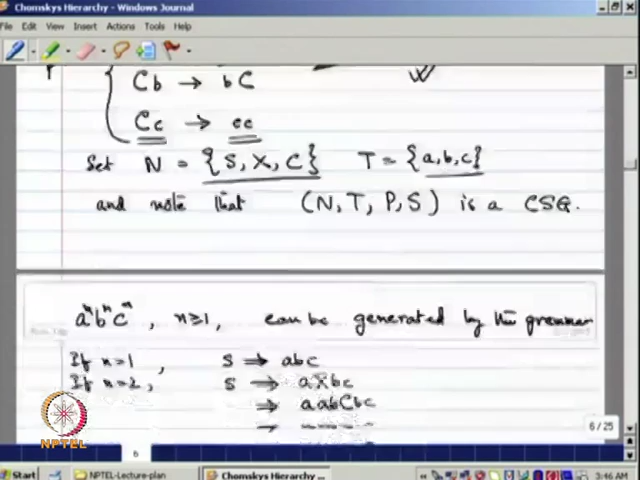 Chomskys Hierarchy - Windows Journal
File Edit View Insert Actions Tools Help
Cb → bC
Cc → cc
Set N = {S, X, C} T = {a, b, c}
and note that (N, T, P, S) is a CSG.
aⁿbⁿcⁿ, n≥1, can be generated by the grammar
If n=1, S ⇒ abc
If n=2, S ⇒ aXbc
⇒ aabCbc
⇒ ----
NPTEL
6 / 25
6
Start NPTEL-Lecture-plan Chomskys Hierarchy - ... 3:46 AM